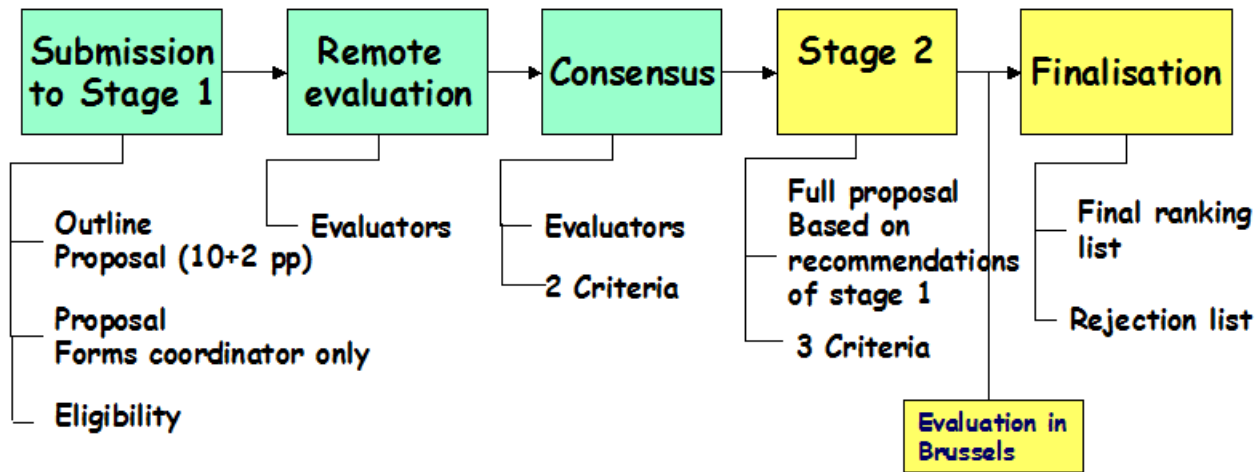 Submission
to Stage 1
Remote
evaluation
Consensus
Stage 2
Finalisation
Outline
Proposal (10+2 pp)
Proposal
Forms coordinator only
Eligibility
Evaluators
Evaluators
2 Criteria
Full proposal
Based on
recommendations
of stage 1
3 Criteria
Final ranking
list
Rejection list
Evaluation in
Brussels